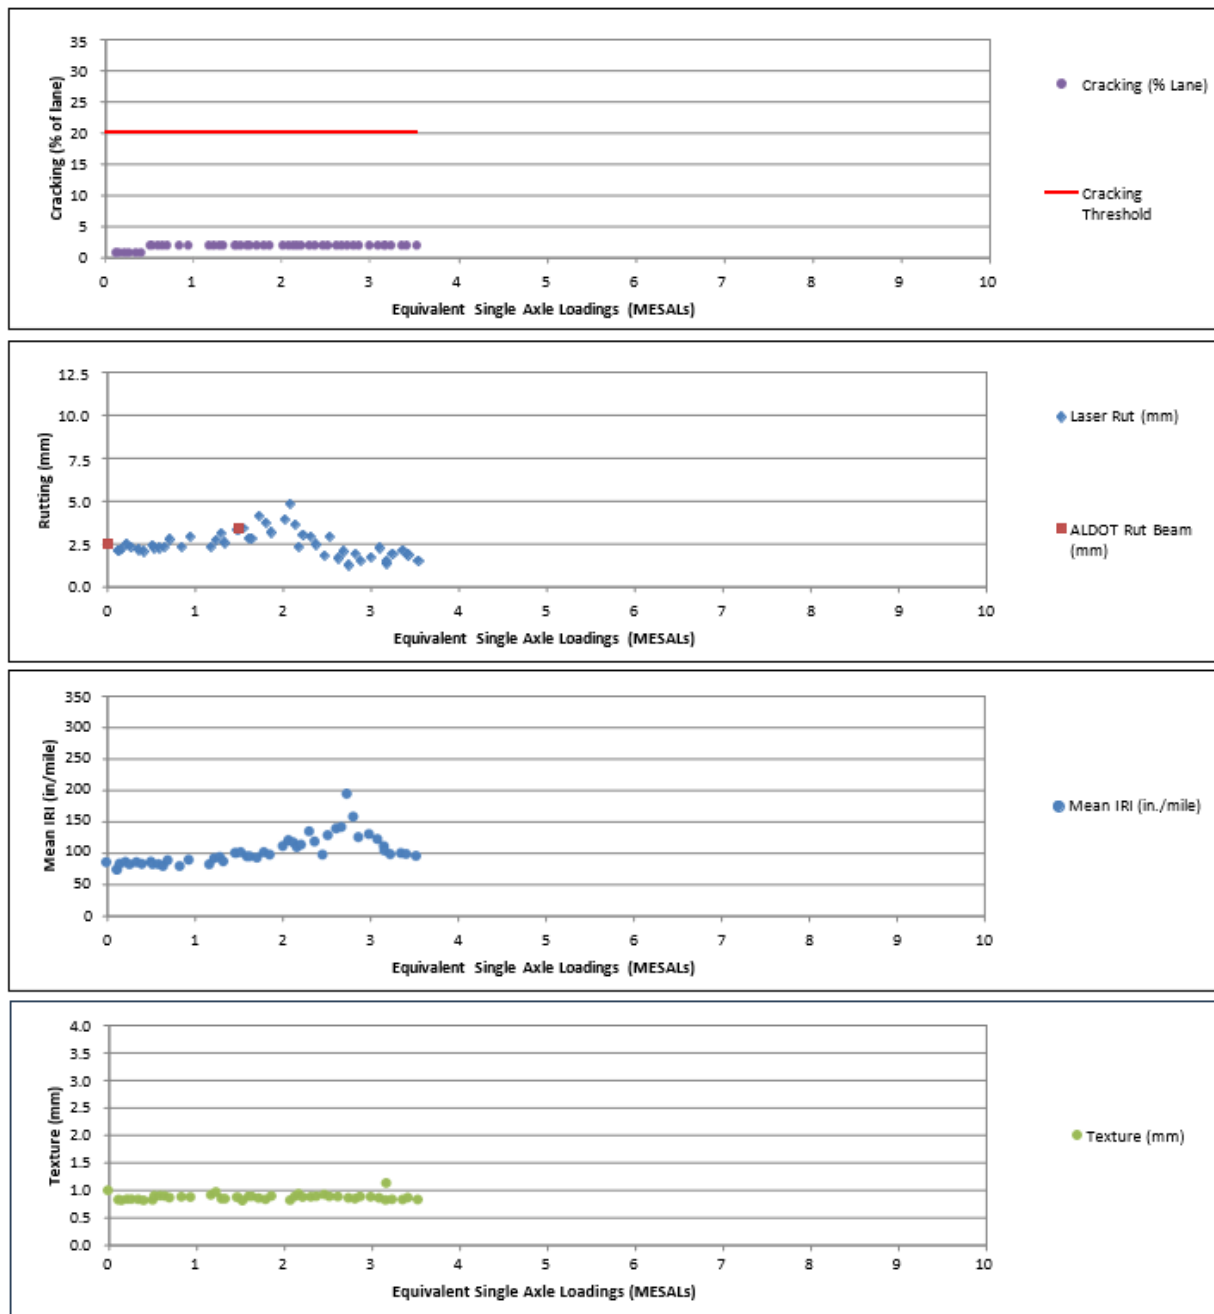 35
30
25
20
15
10
5
0
Cracking (% of lane)
0 1 2 3 4 5 6 7 8 9 10
Equivalent Single Axle Loadings (MESALs)
Cracking (% Lane)
Cracking
Threshold
12.5
10.0
7.5
5.0
2.5
0.0
Rutting (mm)
0 1 2 3 4 5 6 7 8 9 10
Equivalent Single Axle Loadings (MESALs)
Laser Rut (mm)
ALDOT Rut Beam
(mm)
350
300
250
200
150
100
50
0
Mean IRI (in/mile)
0 1 2 3 4 5 6 7 8 9 10
Equivalent Single Axle Loadings (MESALs)
Mean IRI (in./mile)
4.0
3.5
3.0
2.5
2.0
1.5
1.0
0.5
0.0
Texture (mm)
0 1 2 3 4 5 6 7 8 9 10
Equivalent Single Axle Loadings (MESALs)
Texture (mm)